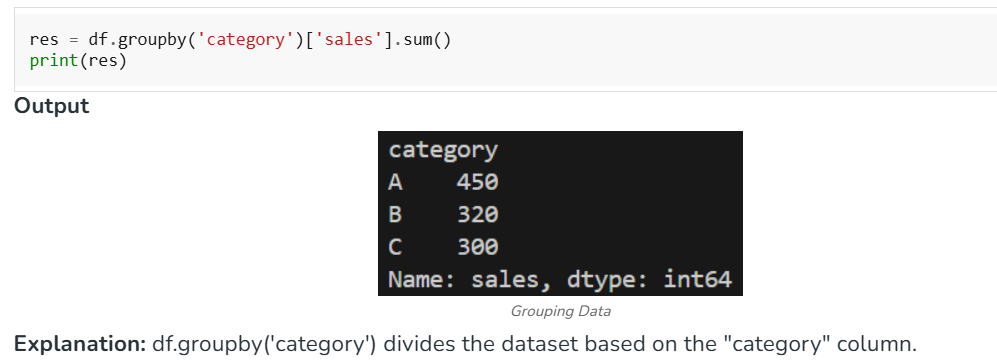 res = df.groupby('category')['sales'].sum()
print(res)
Output
category
A    450
B    320
C    300
Name: sales, dtype: int64
Grouping Data
Explanation: df.groupby('category') divides the dataset based on the "category" column.